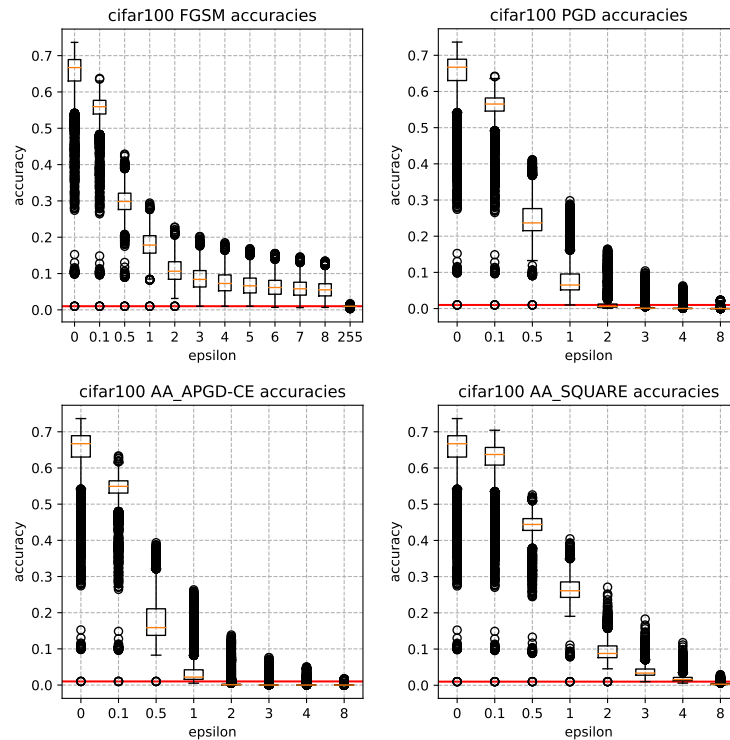 cifar100 FGSM accuracies
accuracy
0.7
0.6
0.5
0.4
0.3
0.2
0.1
0.0
0 0.1 0.5 1 2 3 4 5 6 7 8 255
epsilon
cifar100 PGD accuracies
accuracy
0.7
0.6
0.5
0.4
0.3
0.2
0.1
0.0
0 0.1 0.5 1 2 3 4 8
epsilon
cifar100 AA_APGD-CE accuracies
accuracy
0.7
0.6
0.5
0.4
0.3
0.2
0.1
0.0
0 0.1 0.5 1 2 3 4 8
epsilon
cifar100 AA_SQUARE accuracies
accuracy
0.7
0.6
0.5
0.4
0.3
0.2
0.1
0.0
0 0.1 0.5 1 2 3 4 8
epsilon